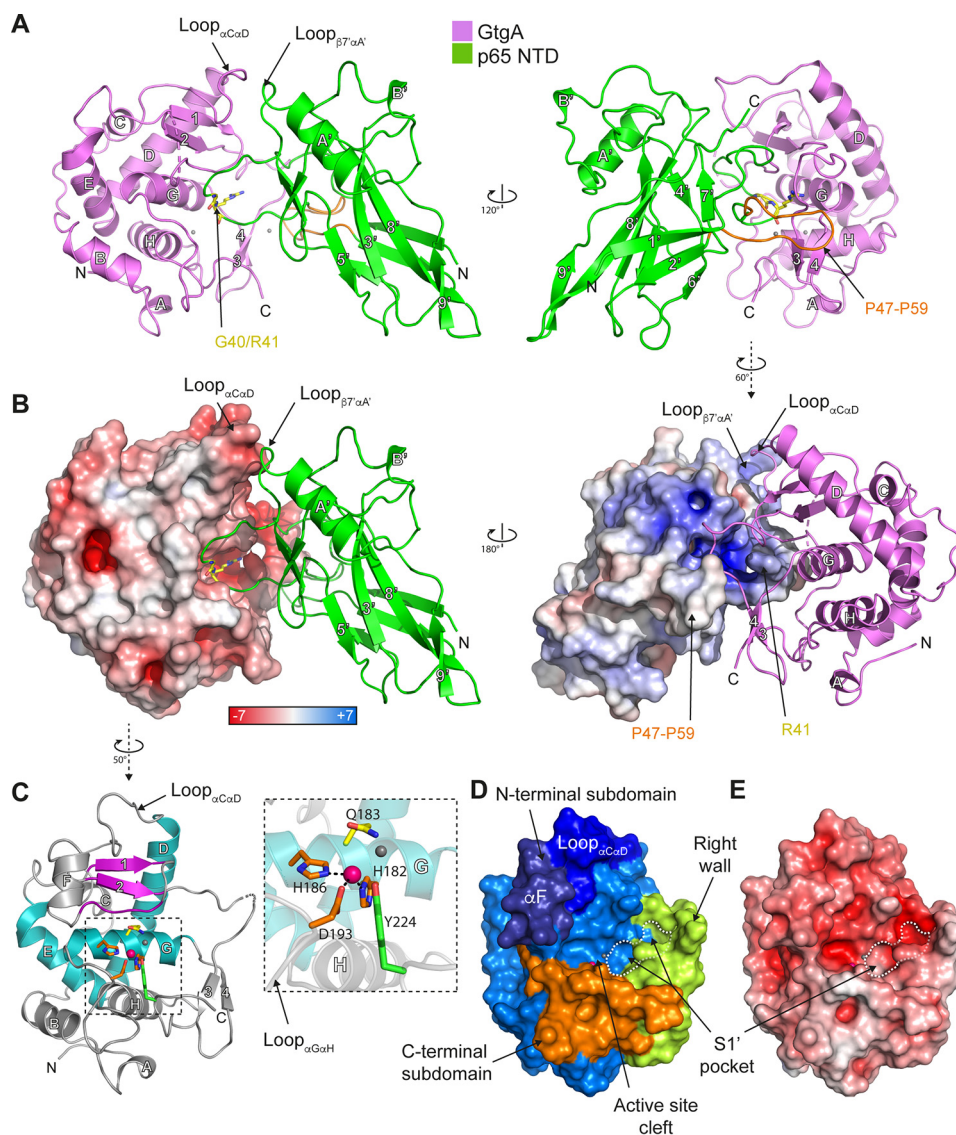 A
Loop αCαD
Loop β7'αA'
GtgA
p65 NTD
C
1
2
D
E
G
H
B
N
A
4
3
C
B'
A'
8'
3'
5'
N
9'
G40/R41
120°
B'
A'
C
D
4'
7'
G
8'
1'
H
9'
N
2'
3
4
6'
A
C
P47-P59
60°
B
Loop αCαD
Loop β7'αA'
B'
A'
8'
3'
5'
N
9'
-7
+7
180°
Loop β7'αA'
Loop αCαD
D
C
G
4
3
H
N
C
A
P47-P59
R41
50°
C
Loop αCαD
D
1
F
2
C
E
G
H
3
4
B
C
N
A
Q183
G
H186
H182
D193
Y224
H
Loop αGαH
D
N-terminal subdomain
Loop αCαD
Right
wall
αF
C-terminal
subdomain
Active site
cleft
S1'
pocket
E